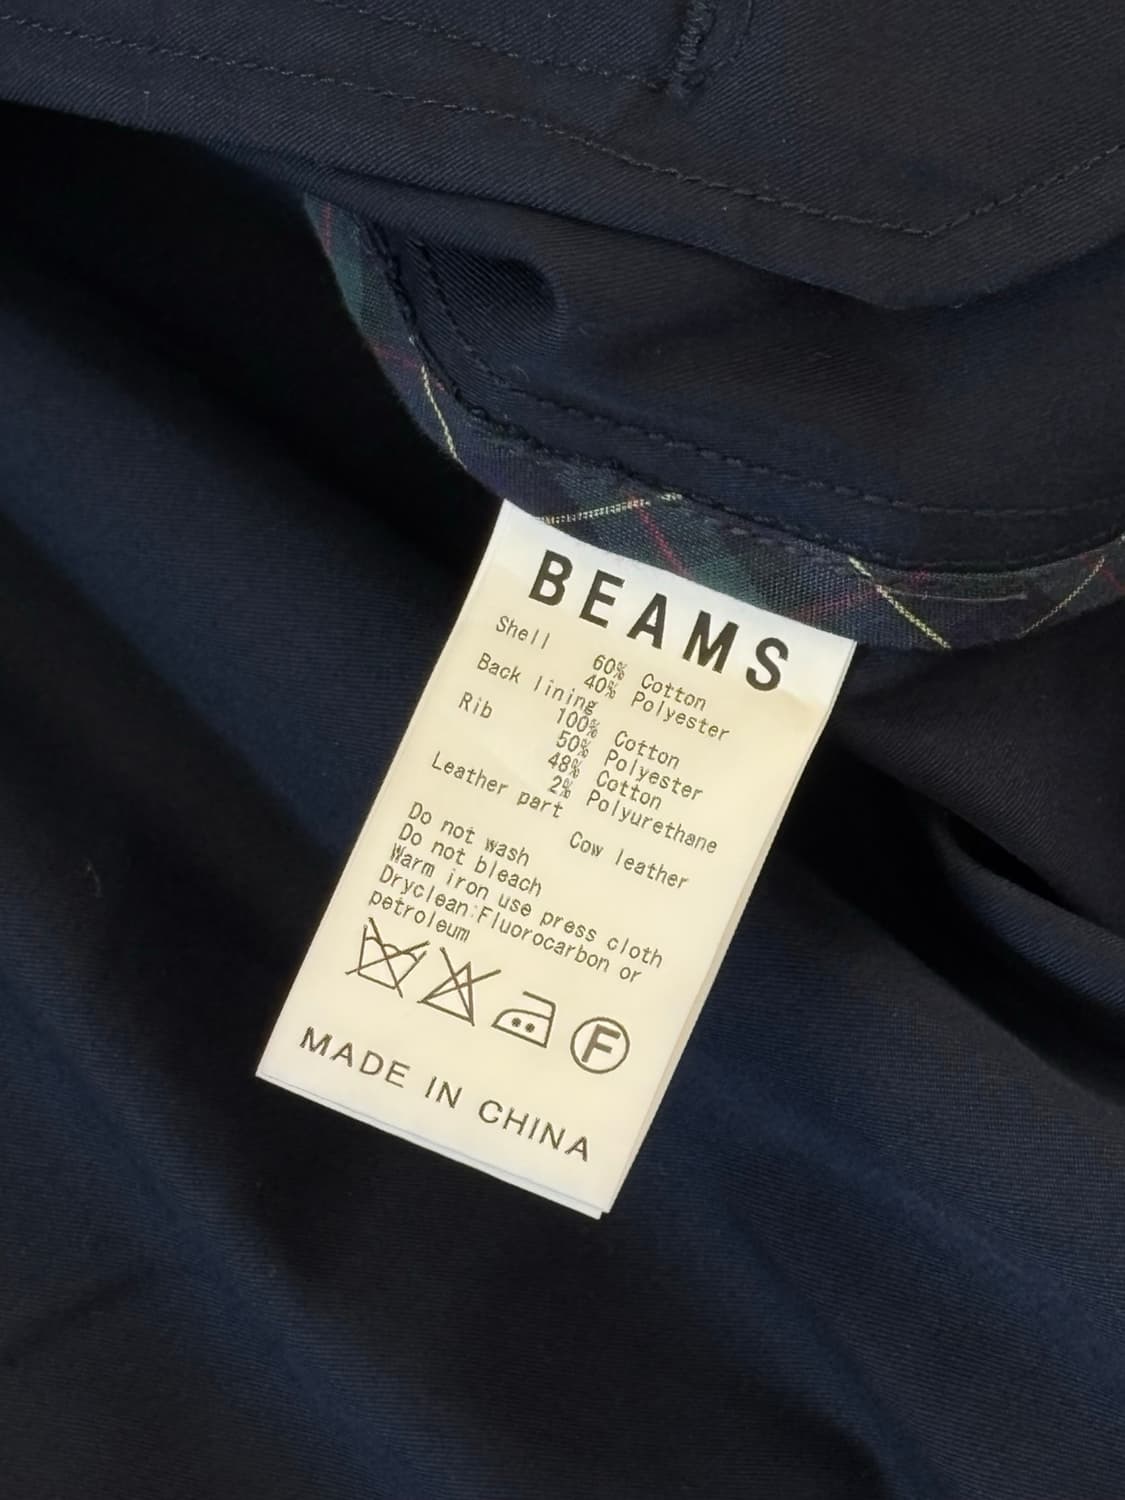 BEAMS
Shell
60% Cotton
40% Polyester
Back lining
100% Cotton
Rib
50% Polyester
48% Cotton
2% Polyurethane
Leather part
Cow leather
Do not wash
Do not bleach
Warm iron use press cloth
Dryclean:Fluorocarbon or
petroleum
F
MADE IN CHINA